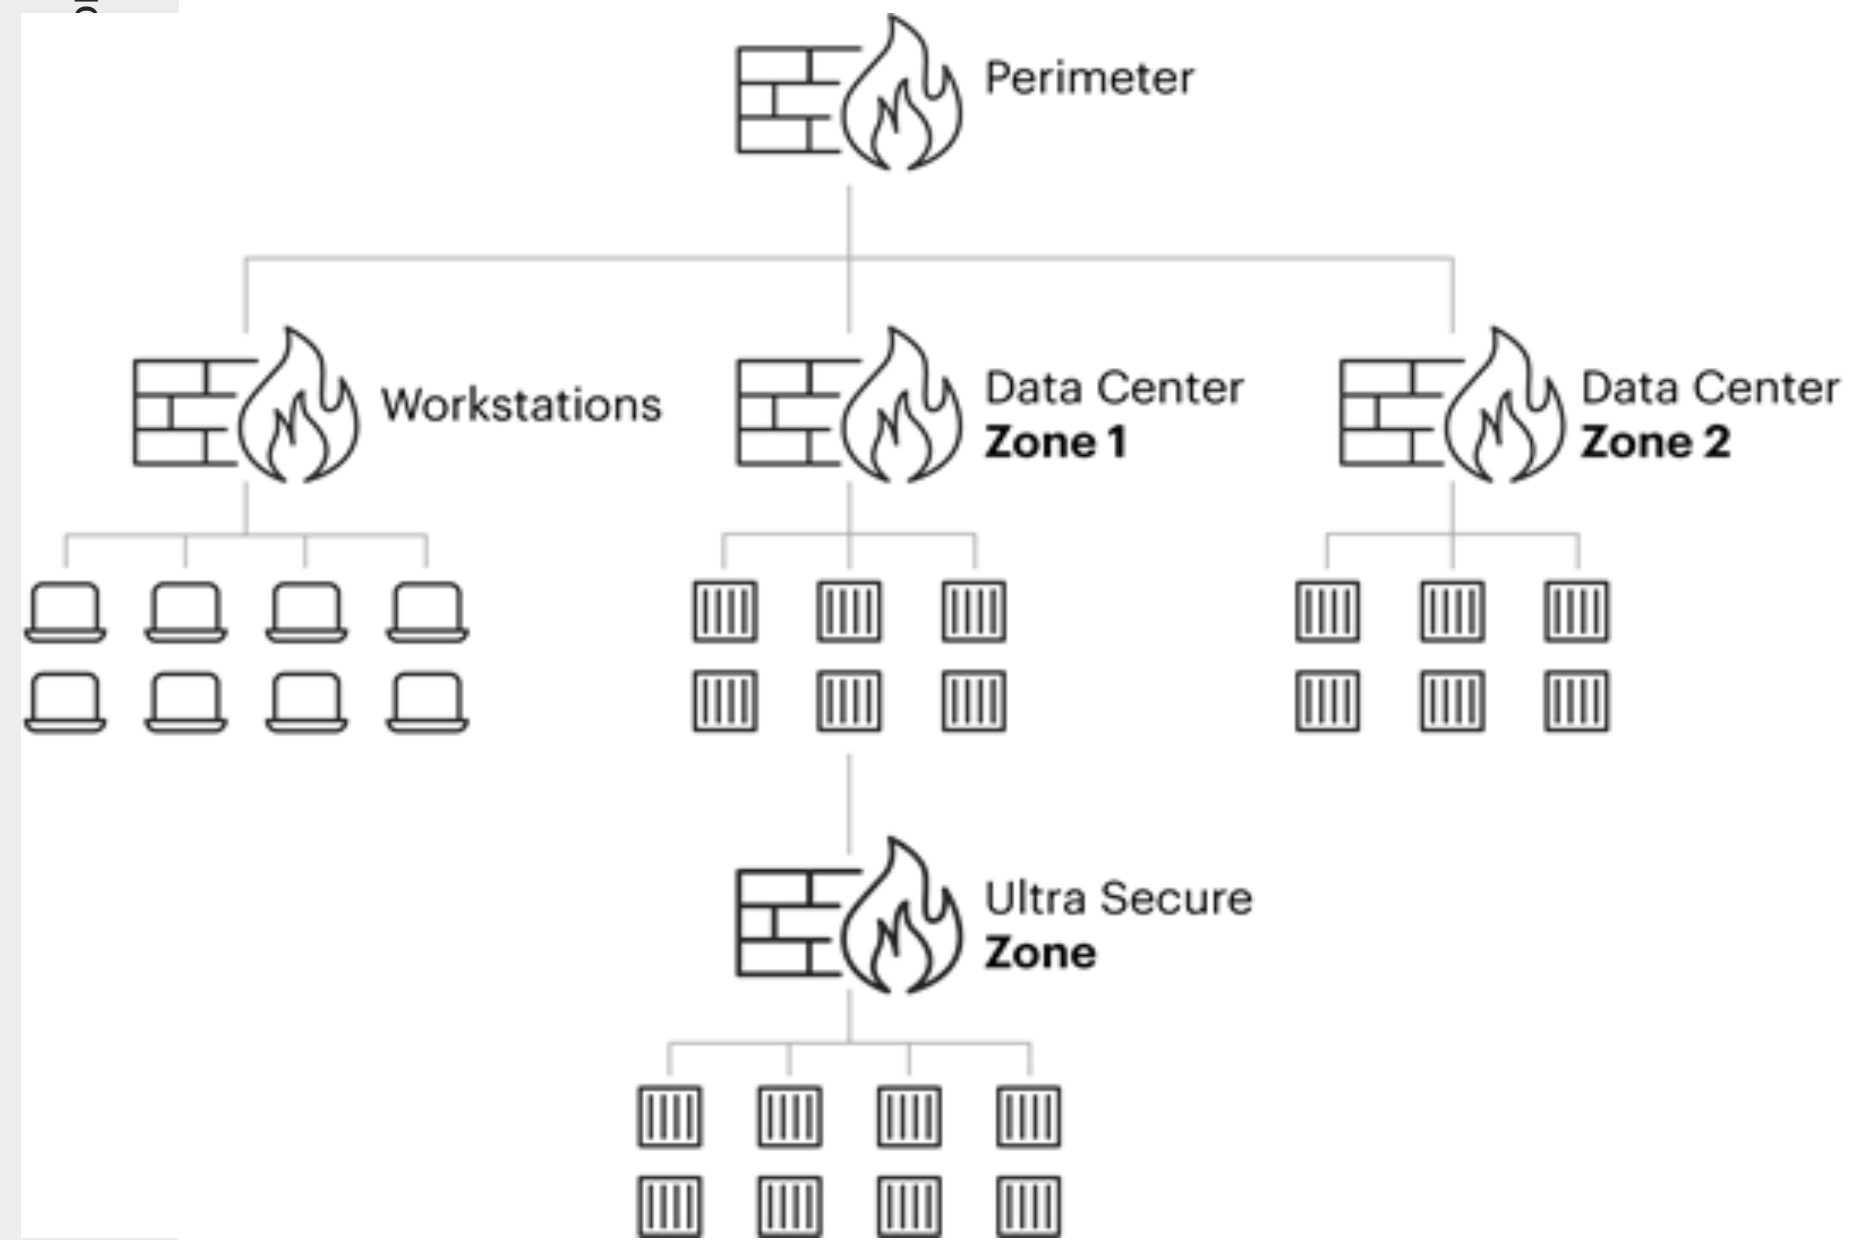 Perimeter
Workstations
Data Center
Zone 1
Data Center
Zone 2
Ultra Secure
Zone